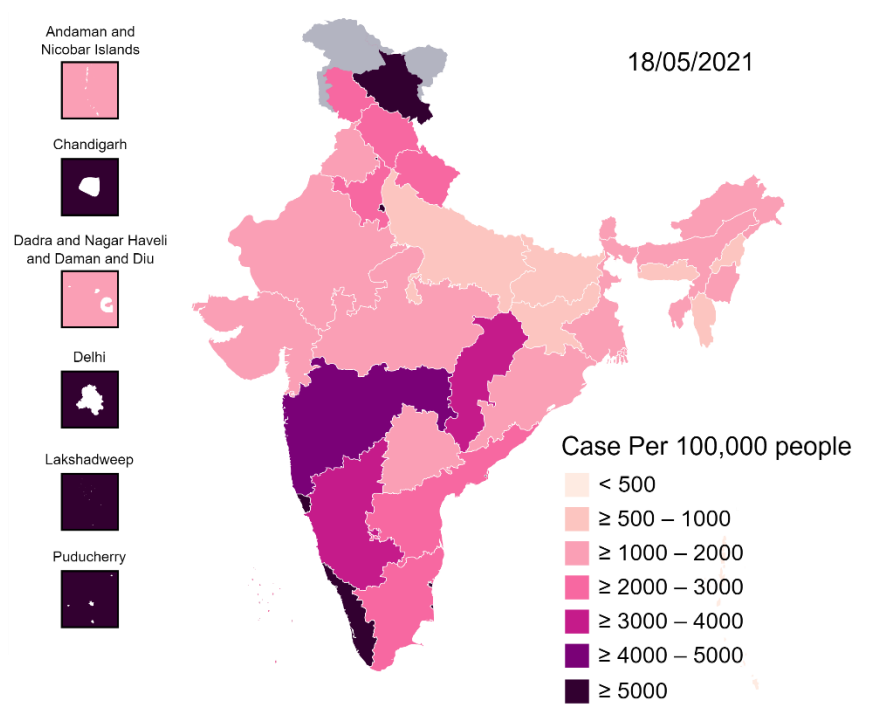 Andaman and
Nicobar Islands
Chandigarh
Dadra and Nagar Haveli
and Daman and Diu
Delhi
Lakshadweep
Puducherry
18/05/2021
Case Per 100,000 people
< 500
≥ 500 – 1000
≥ 1000 – 2000
≥ 2000 – 3000
≥ 3000 – 4000
≥ 4000 – 5000
≥ 5000